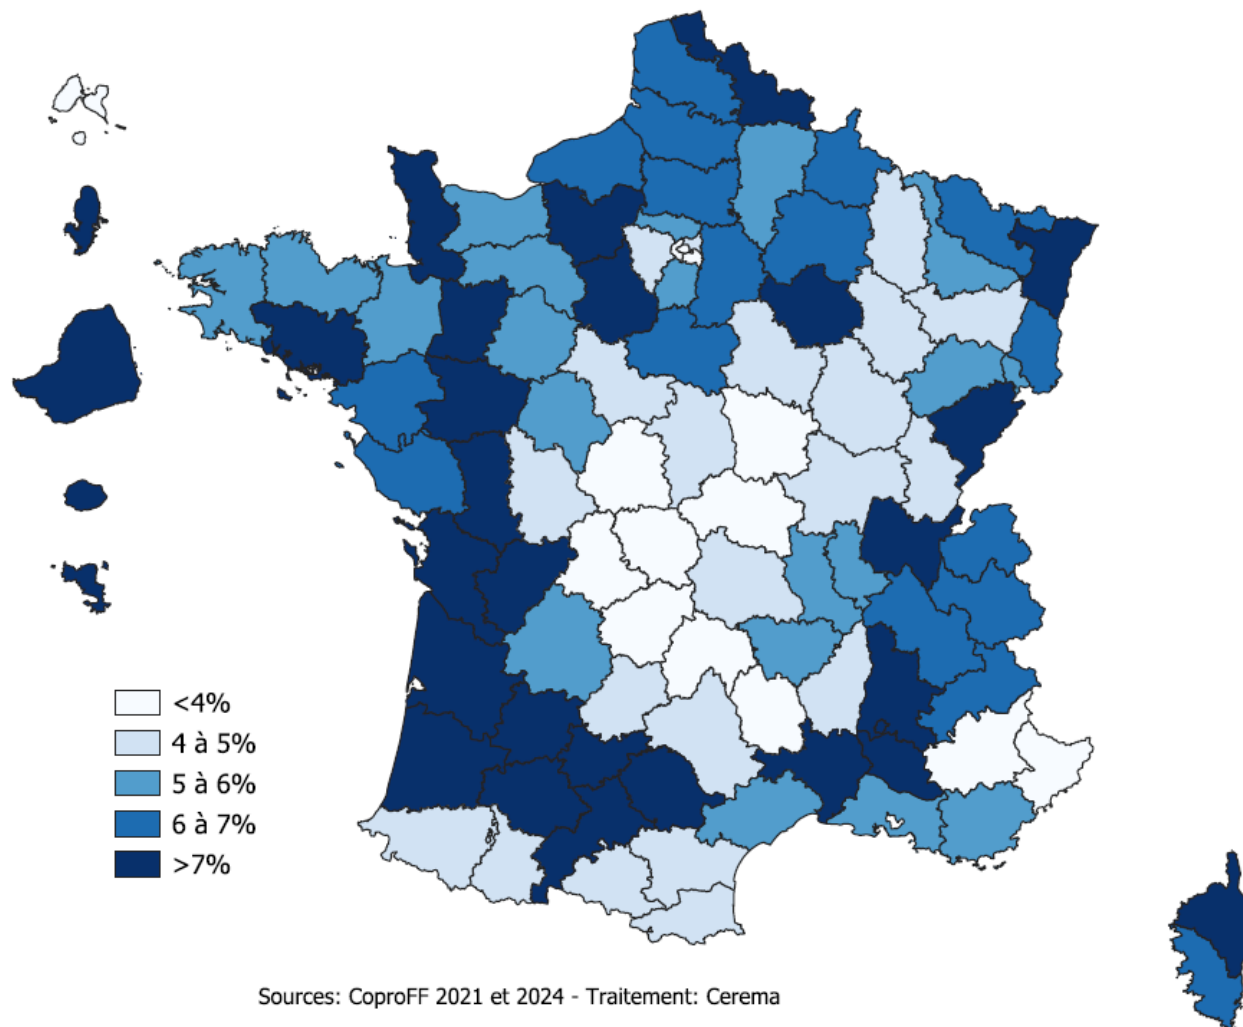 <4%
4 à 5%
5 à 6%
6 à 7%
>7%
Sources: CoproFF 2021 et 2024 - Traitement: Cerema